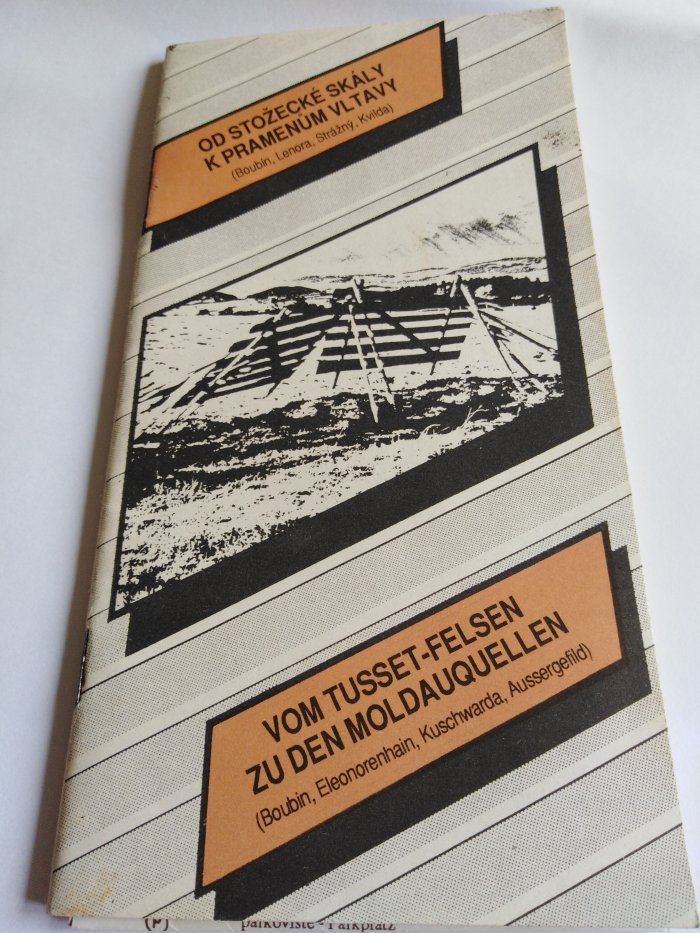 OD STOŽECKÉ SKÁLY
K PRAMENŮM VLTAVY
(Boubín, Lenora, Strážný, Kvilda)
VOM TUSSET-FELSEN
ZU DEN MOLDAUQUELLEN
(Boubin, Eleonorenhain, Kuschwarda, Aussergefild)
(P) parkoviště - Parkplatz